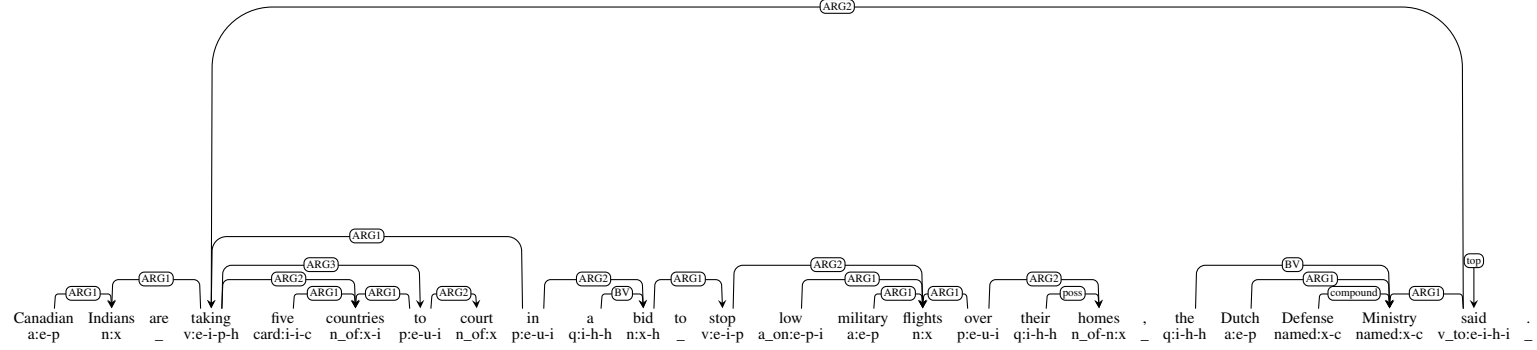 ARG2
ARG1
ARG3 top
ARG2 BV
ARG1 ARG2 ARG2 ARG1 ARG1 ARG2 ARG1
ARG1 ARG1 ARG1 ARG2 BV ARG1 ARG1 poss compound ARG1
Canadian Indians are taking five countries to court in a bid to stop low military flights over their homes , the Dutch Defense Ministry said .
a:e-p n:x _ v:e-i-p-h card:i-i-c n_of:x-i p:e-u-i n_of:x p:e-u-i q:i-h-h n:x-h _ v:e-i-p a_on:e-p-i a:e-p n:x p:e-u-i q:i-h-h n_of-n:x _ q:i-h-h a:e-p named:x-c named:x-c v_to:e-i-h-i _